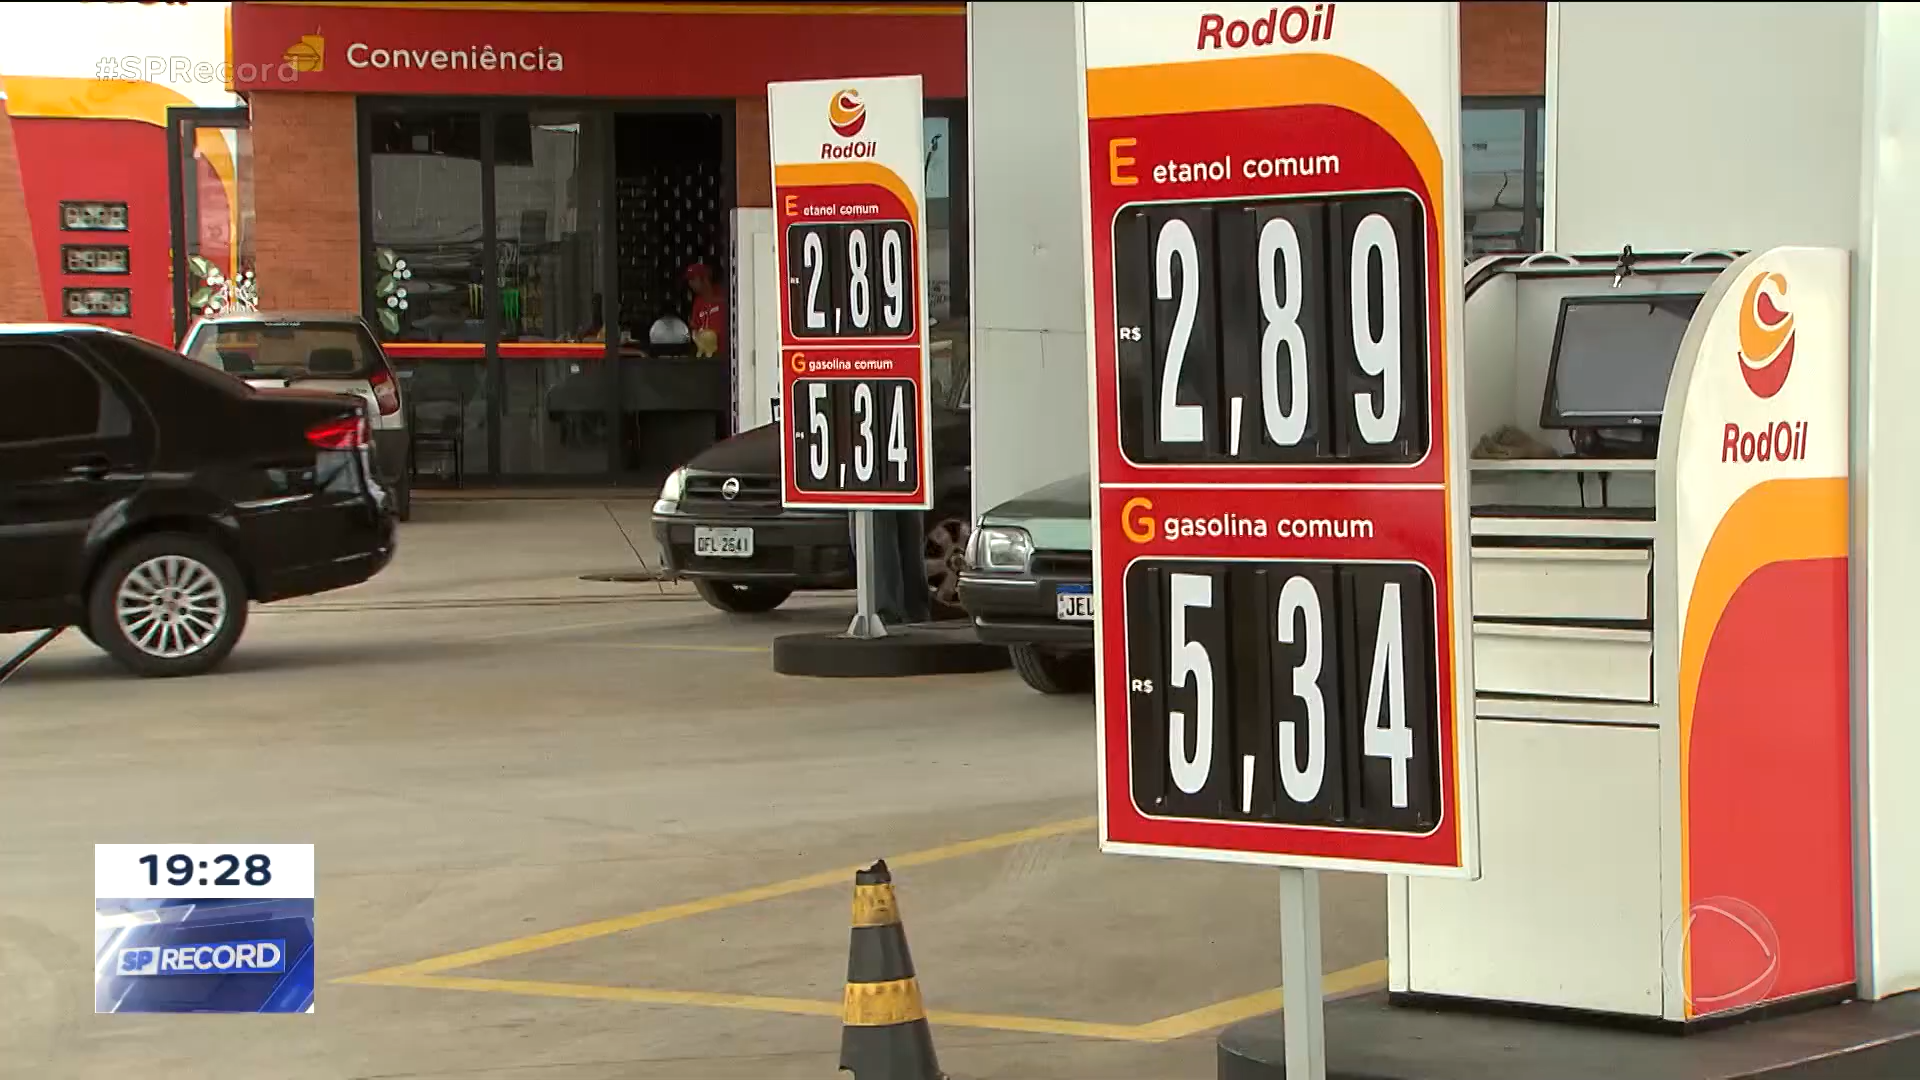 #SPRecord
Conveniência
RodOil
E etanol comum
R$ 2,89
G gasolina comum
R$ 5,34
RodOil
E etanol comum
R$ 2,89
G gasolina comum
R$ 5,34
RodOil
DFL 2641
JEL
19:28
SP RECORD